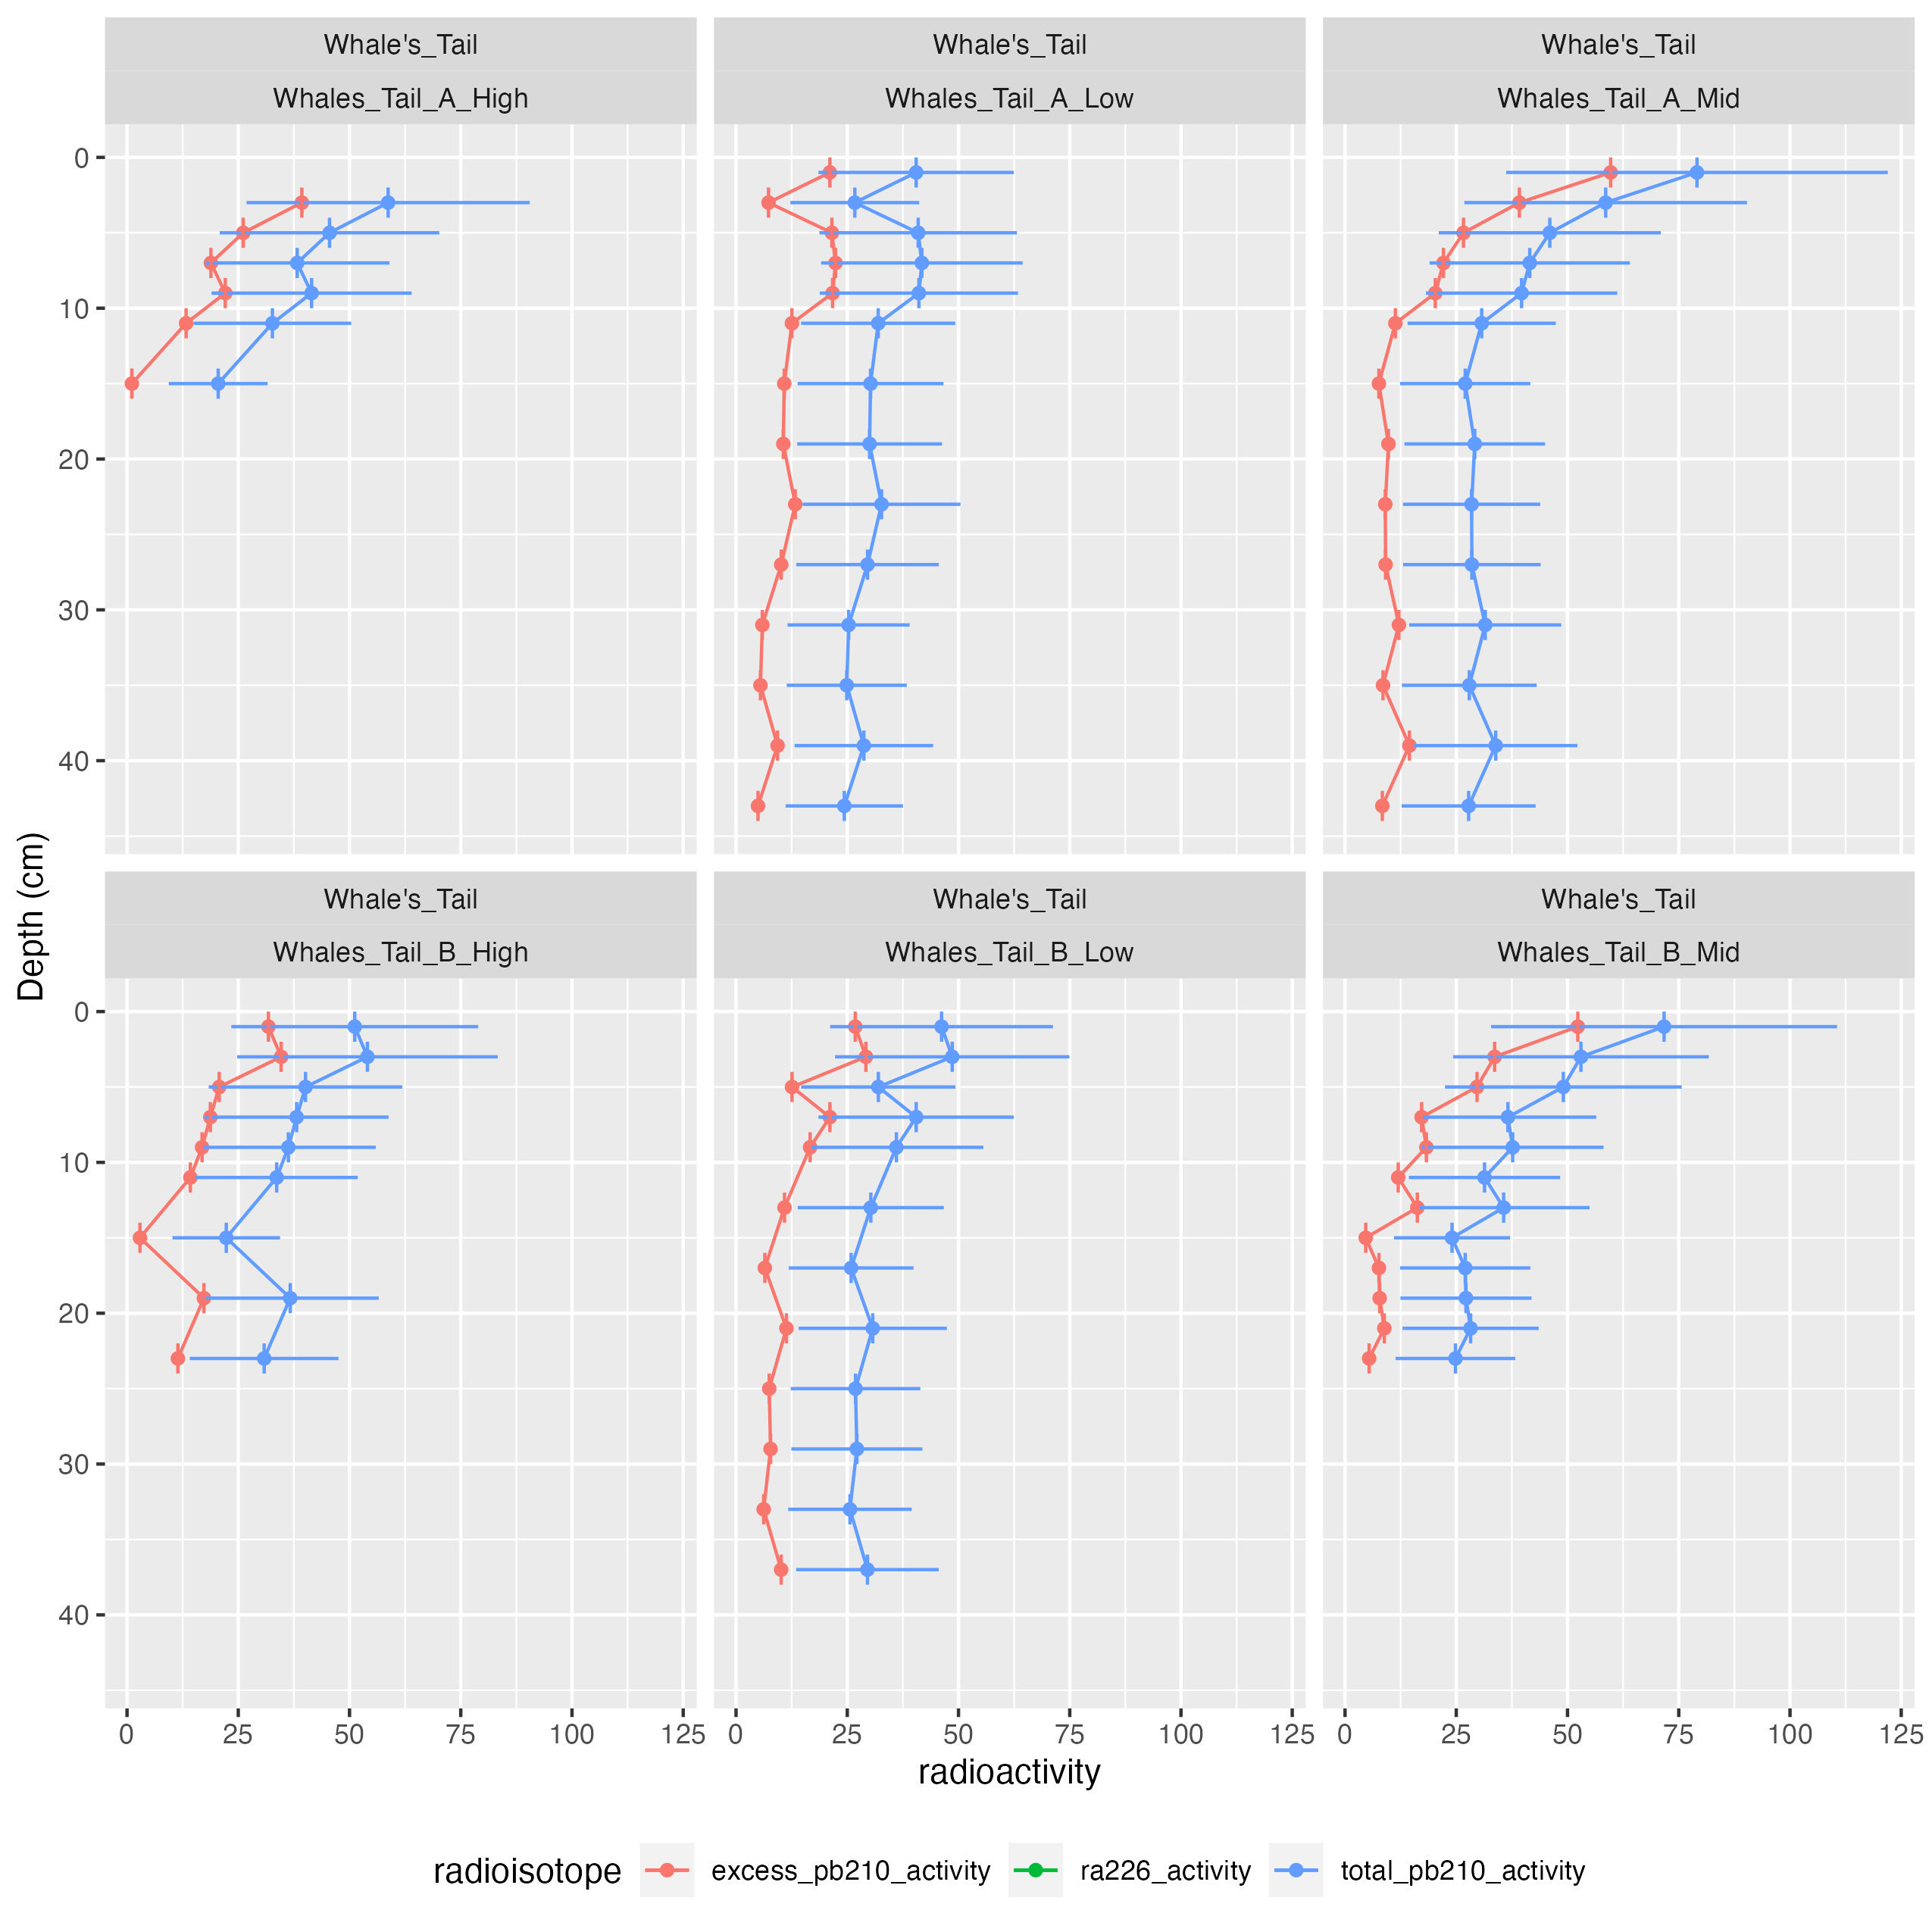 Whale's_Tail Whale's_Tail Whale's_Tail
Whales_Tail_A_High Whales_Tail_A_Low Whales_Tail_A_Mid
0
10
20
30
40
Depth (cm)
Whale's_Tail Whale's_Tail Whale's_Tail
Whales_Tail_B_High Whales_Tail_B_Low Whales_Tail_B_Mid
0
10
20
30
40
0 25 50 75 100 125 0 25 50 75 100 125 0 25 50 75 100 125
radioactivity
radioisotope excess_pb210_activity ra226_activity total_pb210_activity